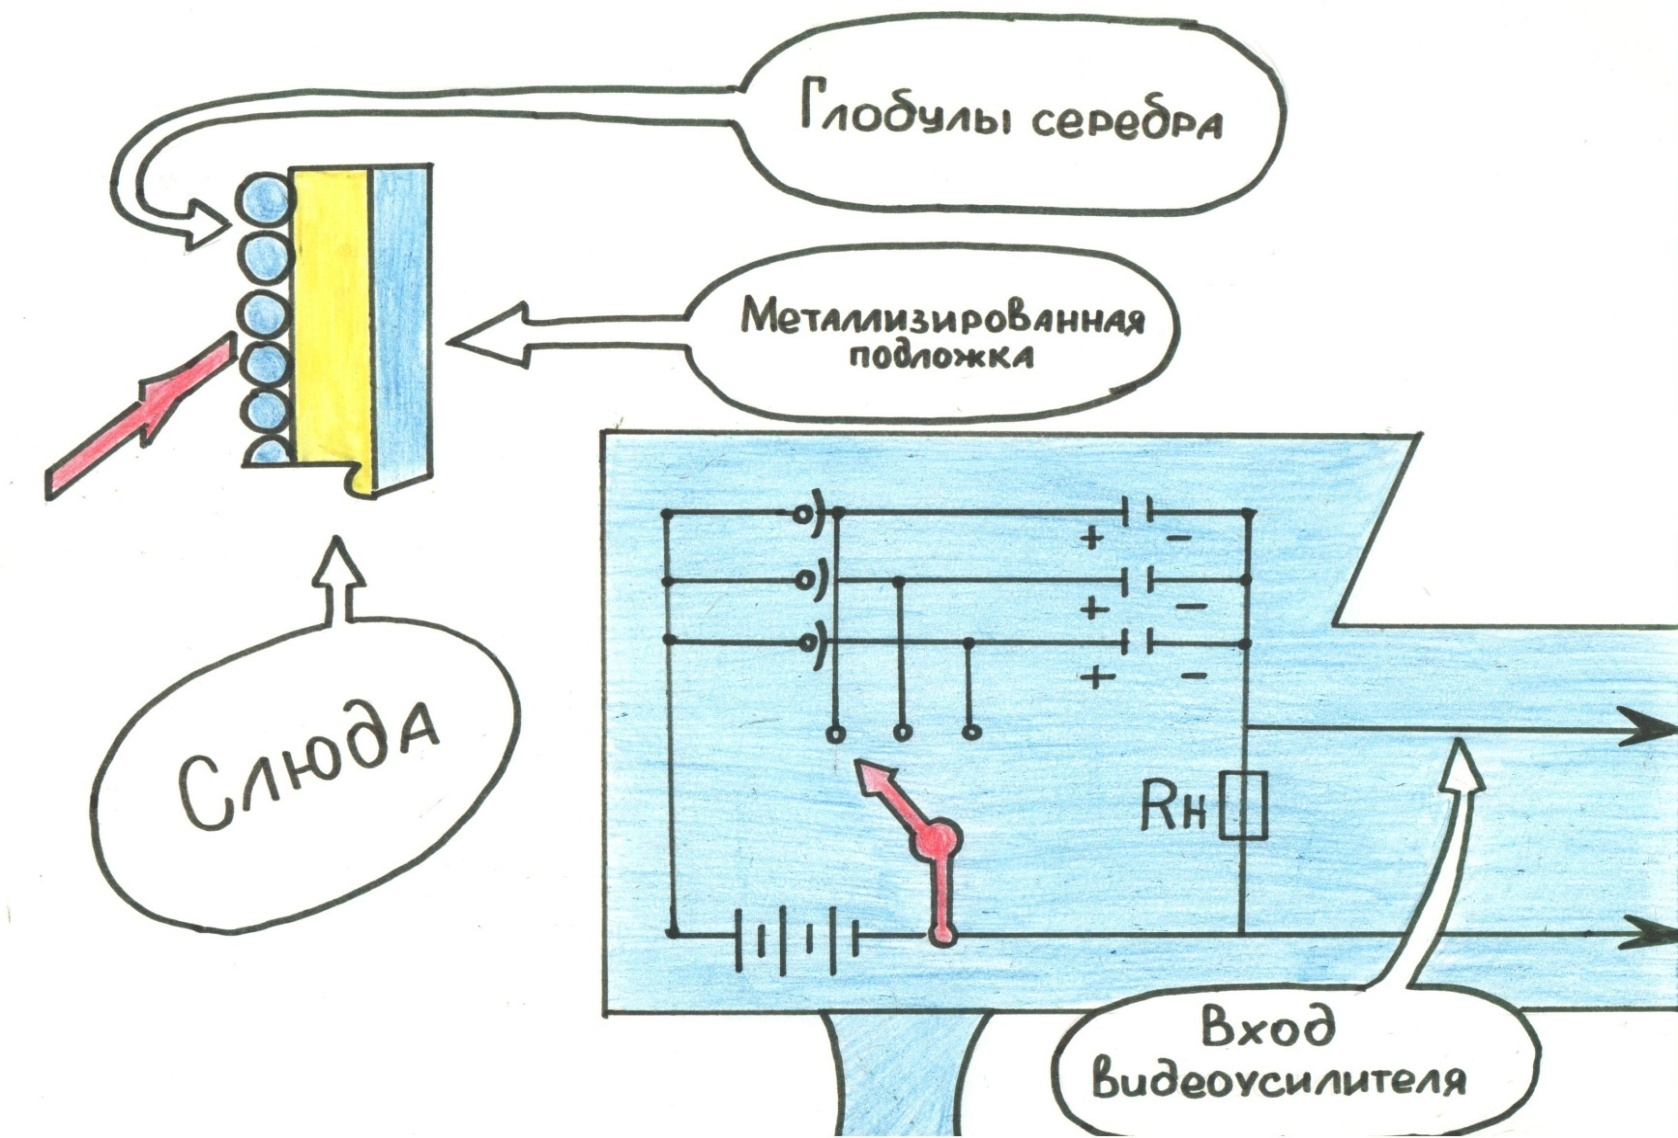 Глобулы серебра
Металлизированная
подложка
Слюда
+ -
+ -
+ -
Rн
Вход
видеоусилителя